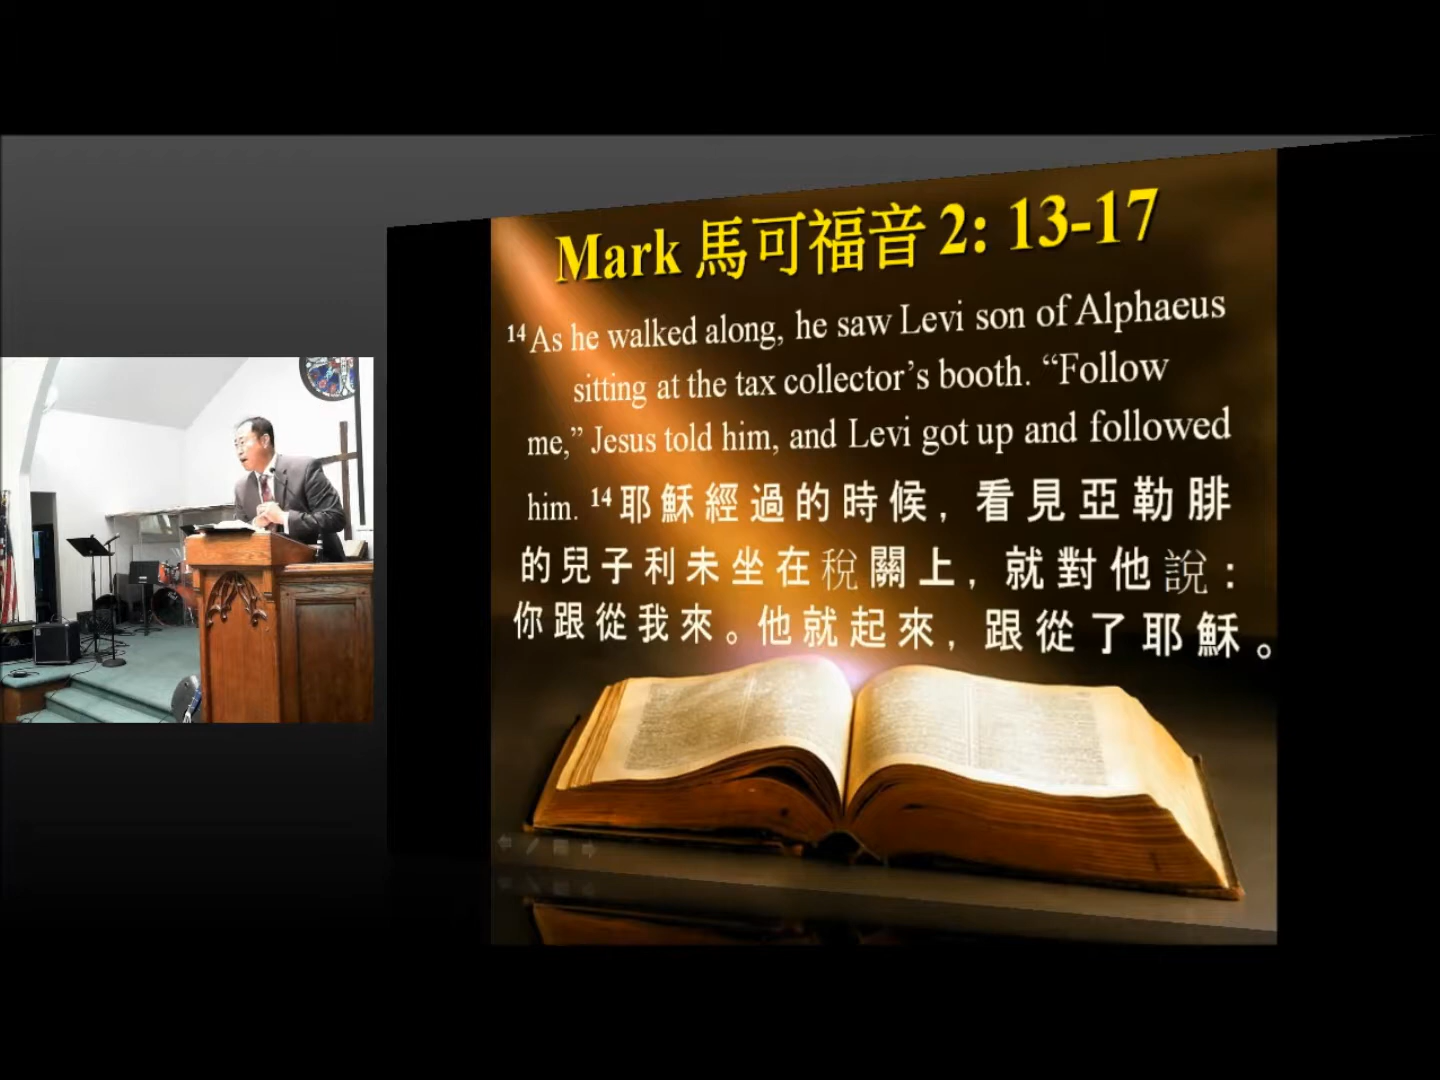 Mark 馬可福音 2: 13-17
14 As he walked along, he saw Levi son of Alphaeus
sitting at the tax collector’s booth. “Follow
me,” Jesus told him, and Levi got up and followed
him. 14 耶穌經過的時候，看見亞勒腓
的兒子利未坐在稅關上，就對他說：
你跟從我來。他就起來，跟從了耶穌。